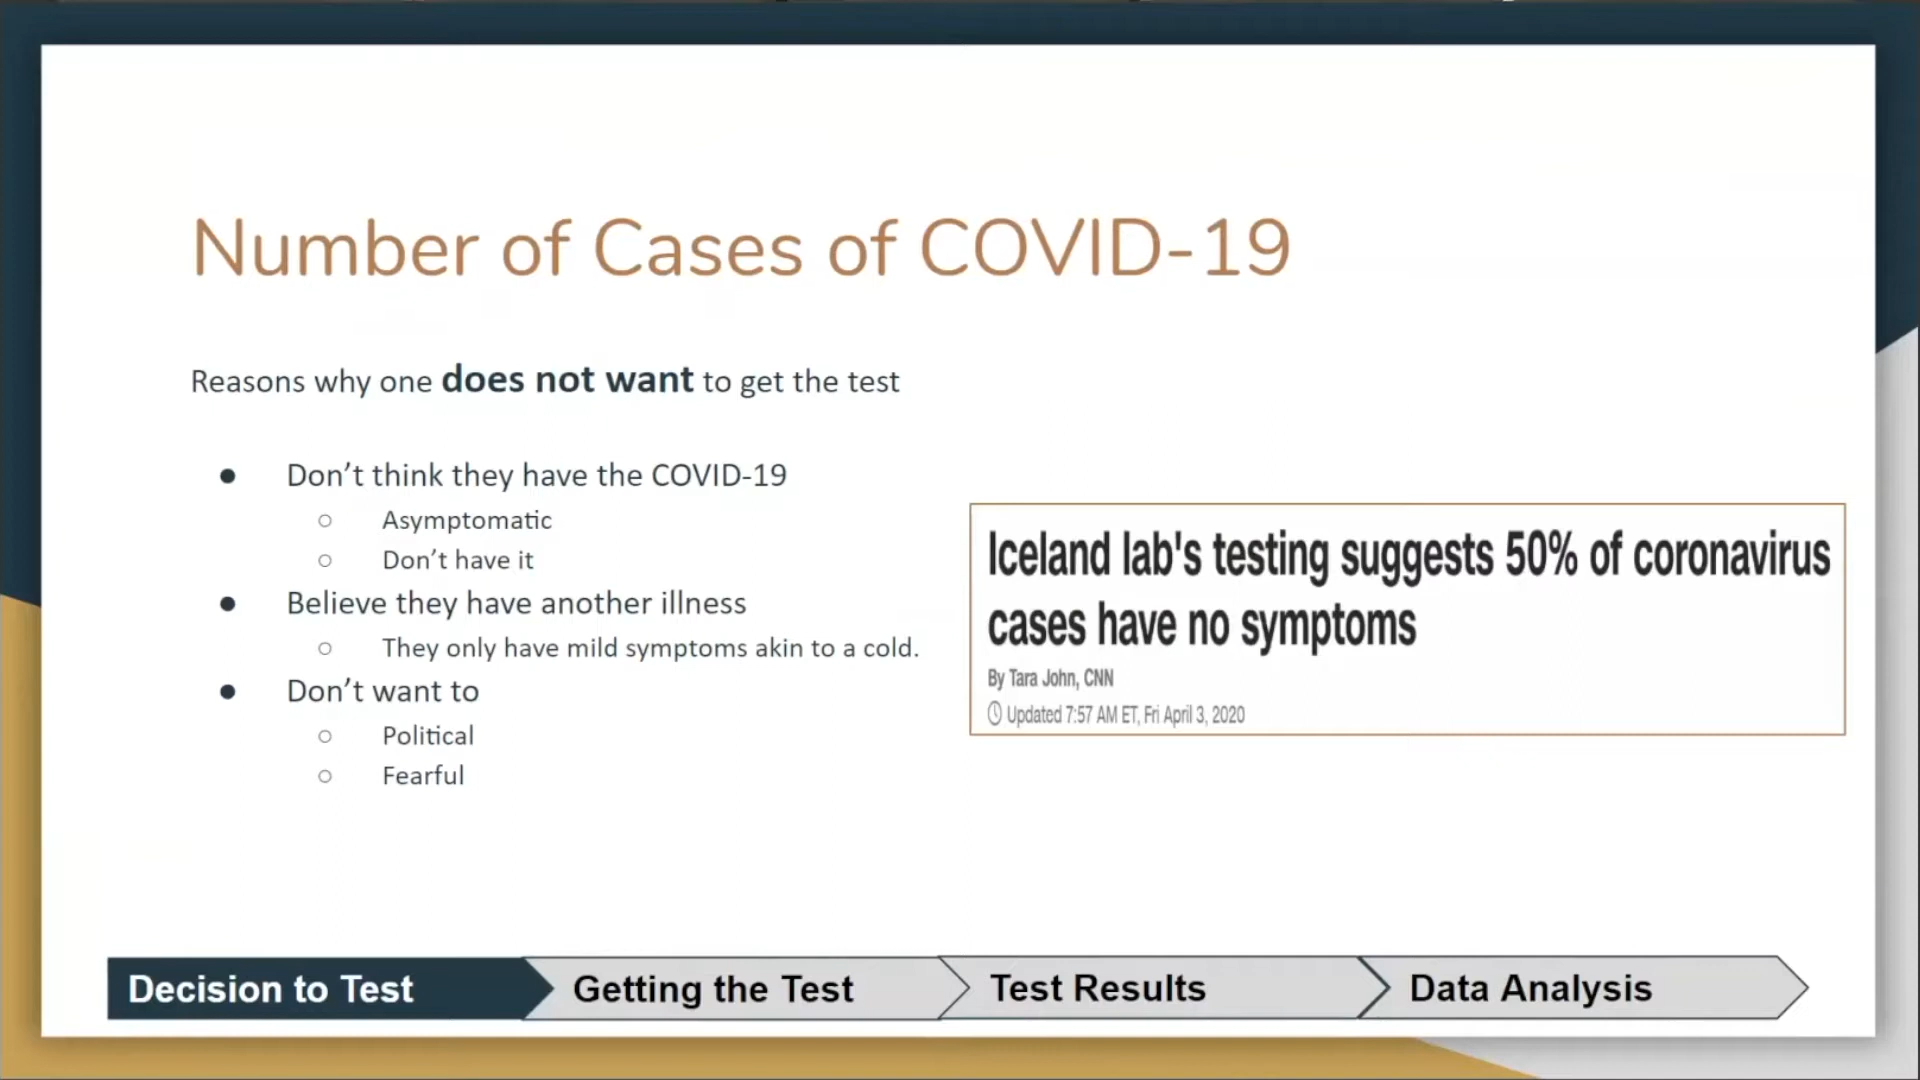 Number of Cases of COVID-19
Reasons why one does not want to get the test
● Don’t think they have the COVID-19
○ Asymptomatic
○ Don’t have it
● Believe they have another illness
○ They only have mild symptoms akin to a cold.
● Don’t want to
○ Political
○ Fearful
Iceland lab's testing suggests 50% of coronavirus
cases have no symptoms
By Tara John, CNN
Updated 7:57 AM ET, Fri April 3, 2020
Decision to Test
Getting the Test
Test Results
Data Analysis